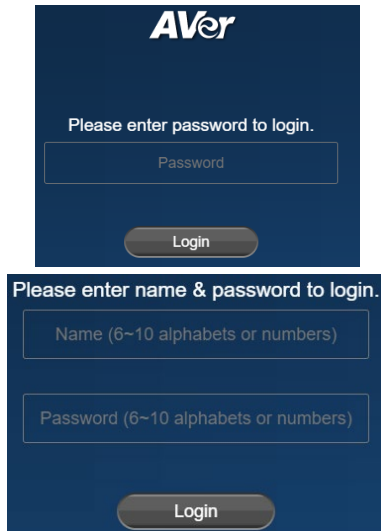 AVer
Please enter password to login.
Password
Login
Please enter name & password to login.
Name (6~10 alphabets or numbers)
Password (6~10 alphabets or numbers)
Login